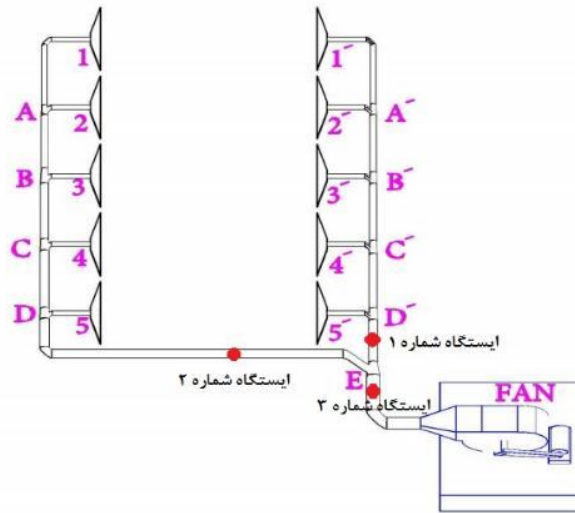 1 1′
A 2 2′ A′
B 3 3′ B′
C 4 4′ C′
D 5 5′ D′
ایستگاه شماره ۱
ایستگاه شماره ۲
E
ایستگاه شماره ۳
FAN